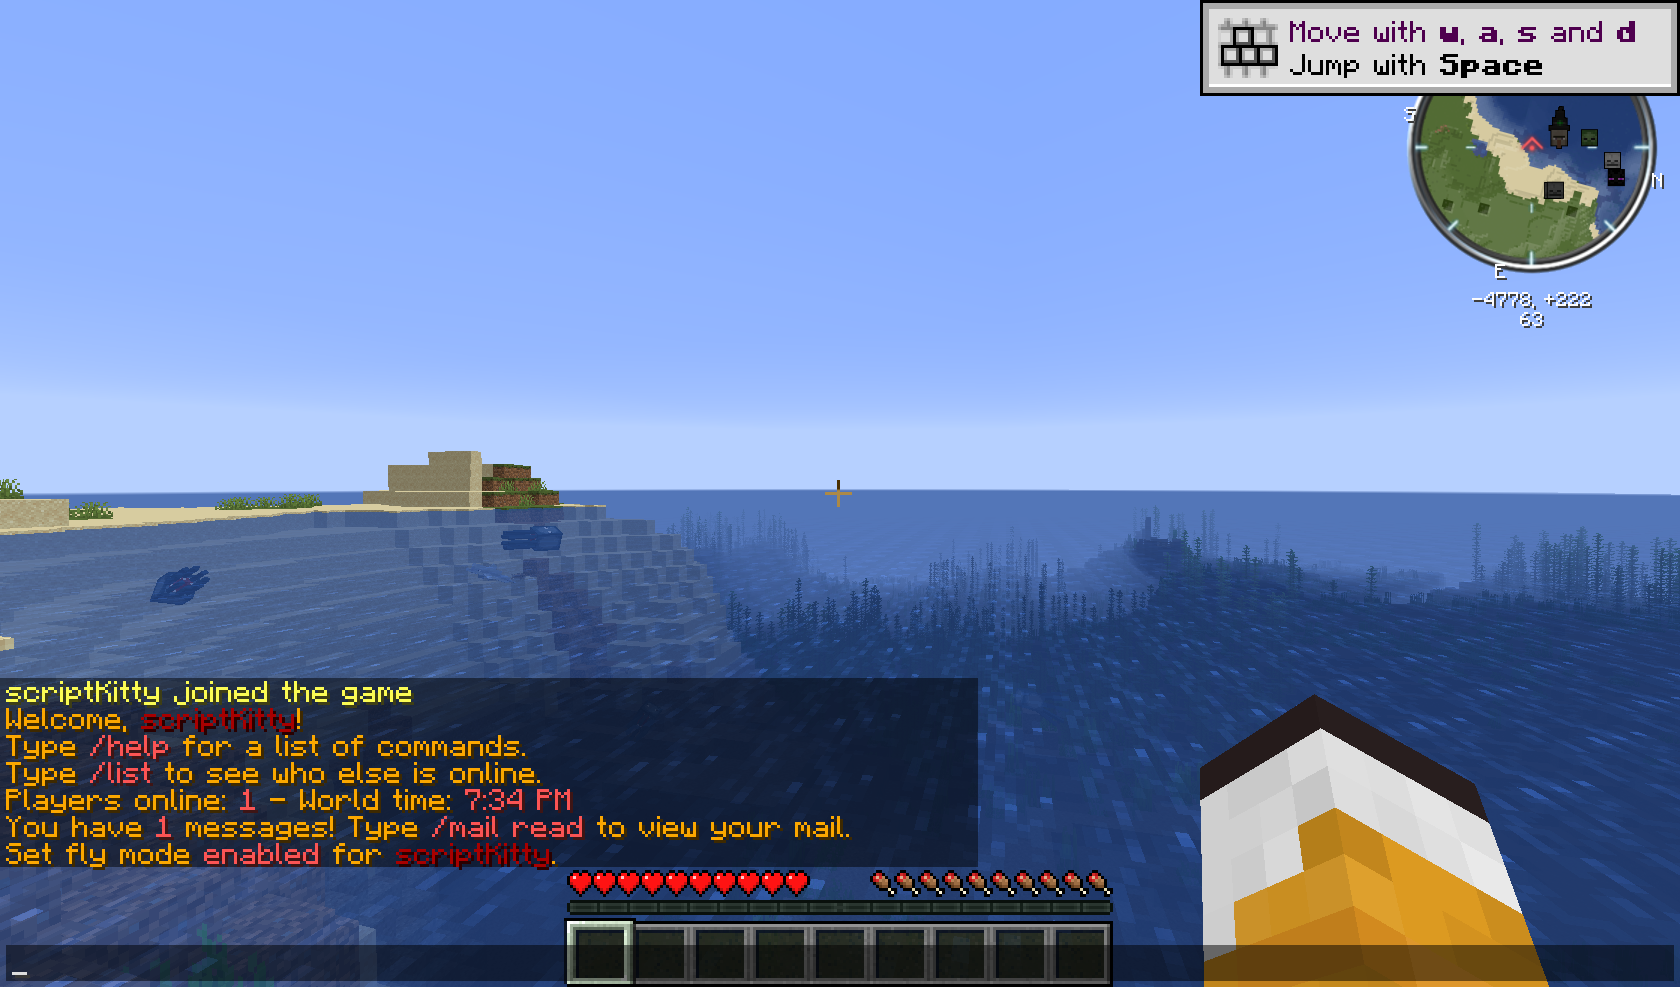 Move with w, a, s and d
Jump with Space
S
N
E
-4778, +222
63
scriptKitty joined the game
Welcome, scriptKitty!
Type /help for a list of commands.
Type /list to see who else is online.
Players online: 1 - World time: 7:34 PM
You have 1 messages! Type /mail read to view your mail.
Set fly mode enabled for scriptKitty.
_